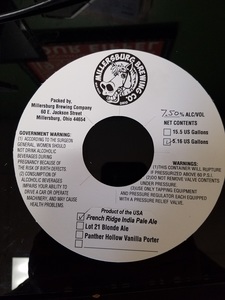 MILLERSBURG BREWING CO.
Packed by,
Millersburg Brewing Company
60 E. Jackson Street
Millersburg, Ohio 44654
7.50% ALC/VOL
NET CONTENTS
15.5 US Gallons
5.16 US Gallons
GOVERNMENT WARNING:
(1) ACCORDING TO THE SURGEON
GENERAL WOMEN SHOULD
NOT DRINK ALCOHOLIC
BEVERAGES DURING
PREGNANCY BECAUSE OF
THE RISK OF BIRTH DEFECTS.
(2) CONSUMPTION OF
ALCOHOLIC BEVERAGES
IMPAIRS YOUR ABILITY TO
DRIVE A CAR OR OPERATE
MACHINERY, AND MAY CAUSE
HEALTH PROBLEMS.
WARNINGS:
(THIS CONTAINER WILL RUPTURE
IF PRESSURIZED ABOVE 60 P.S.I.
DO NOT REMOVE VALVE CONTENTS
UNDER PRESSURE.
USE ONLY TAPPING
PRESSURE REGULATOR EACH
EQUIPPED
WITH A PRESSURE RELIEF VALVE.
Product of the USA
French Ridge India Pale Ale
Lot 21 Blonde Ale
Panther Hollow Vanilla Porter